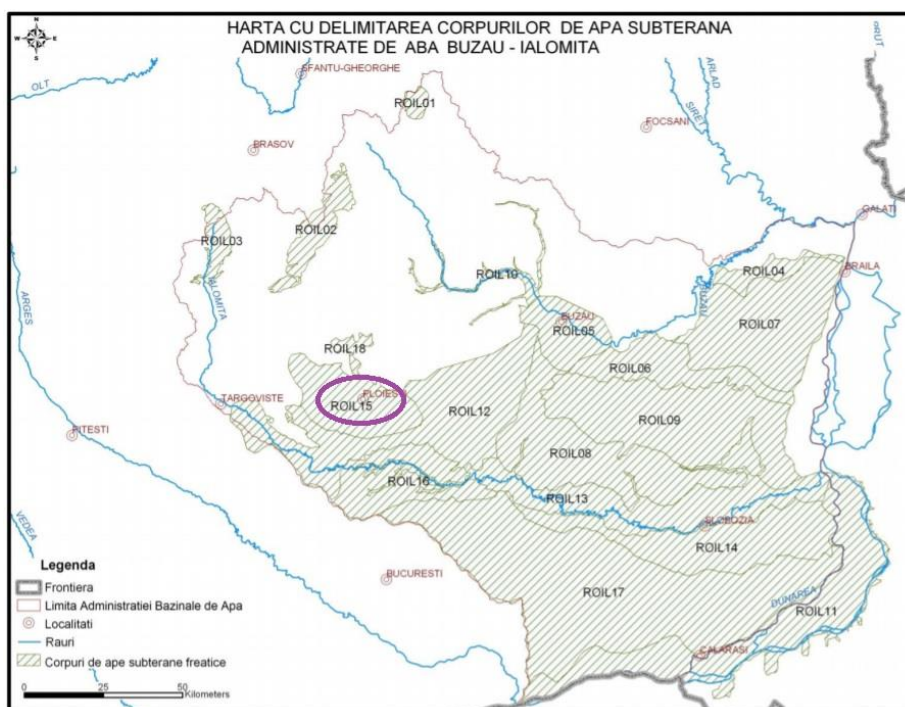 HARTA CU DELIMITAREA CORPURILOR DE APA SUBTERANA
ADMINISTRATE DE ABA BUZAU - IALOMITA
N
W
E
S
OLT
SFANTU-GHEORGHE
ROIL01
ARLAD
SIRET
FOCSANI
BRASOV
ROIL02
ROIL03
GALATI
IALOMITA
ROIL04
BRAILA
ROIL19
BUZAU
ARGES
BUZAU
ROIL05
ROIL07
ROIL18
ROIL06
PLOIESTI
TARGOVISTE
ROIL15
ROIL12
ROIL09
PITESTI
ROIL08
ROIL16
ROIL13
SLOBOZIA
VEDEA
ROIL14
BUCURESTI
ROIL17
DUNAREA
ROIL11
CALARASI
Legenda
Frontiera
Limita Administratiei Bazinale de Apa
Localitati
Rauri
Corpuri de ape subterane freatice
0 25 50
Kilometers